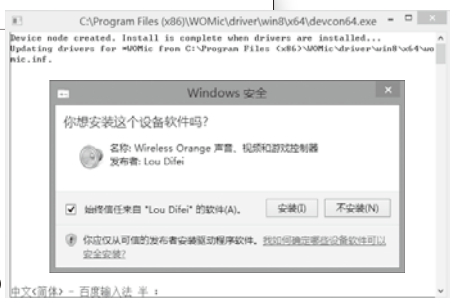 C:\Program Files (x86)\WOMic\driver\win8\x64\devcon64.exe
Device node created. Install is complete when drivers are installed...
Updating drivers for *WOMic from C:\Program Files (x86)\WOMic\driver\win8\x64\wo
mic.inf.
Windows 安全
你想安装这个设备软件吗?
名称: Wireless Orange 声音、视频和游戏控制器
发布者: Lou Difei
始终信任来自 "Lou Difei" 的软件(A)。
安装(I)
不安装(N)
你应仅从可信的发布者安装驱动程序软件。我如何确定哪些设备软件可以
安全安装?
中文(简体) - 百度输入法 半 :